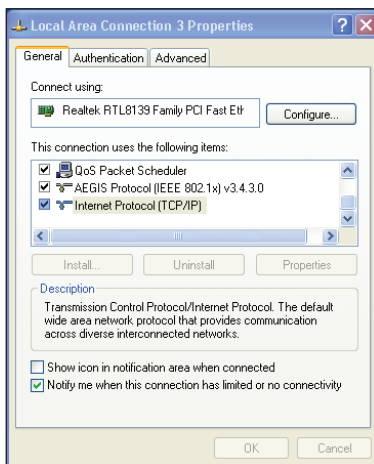 Local Area Connection 3 Properties
General Authentication Advanced
Connect using:
Realtek RTL8139 Family PCI Fast Eth
Configure...
This connection uses the following items:
QoS Packet Scheduler
AEGIS Protocol (IEEE 802.1x) v3.4.3.0
Internet Protocol (TCP/IP)
Install... Uninstall Properties
Description
Transmission Control Protocol/Internet Protocol. The default
wide area network protocol that provides communication
across diverse interconnected networks.
Show icon in notification area when connected
Notify me when this connection has limited or no connectivity
OK Cancel